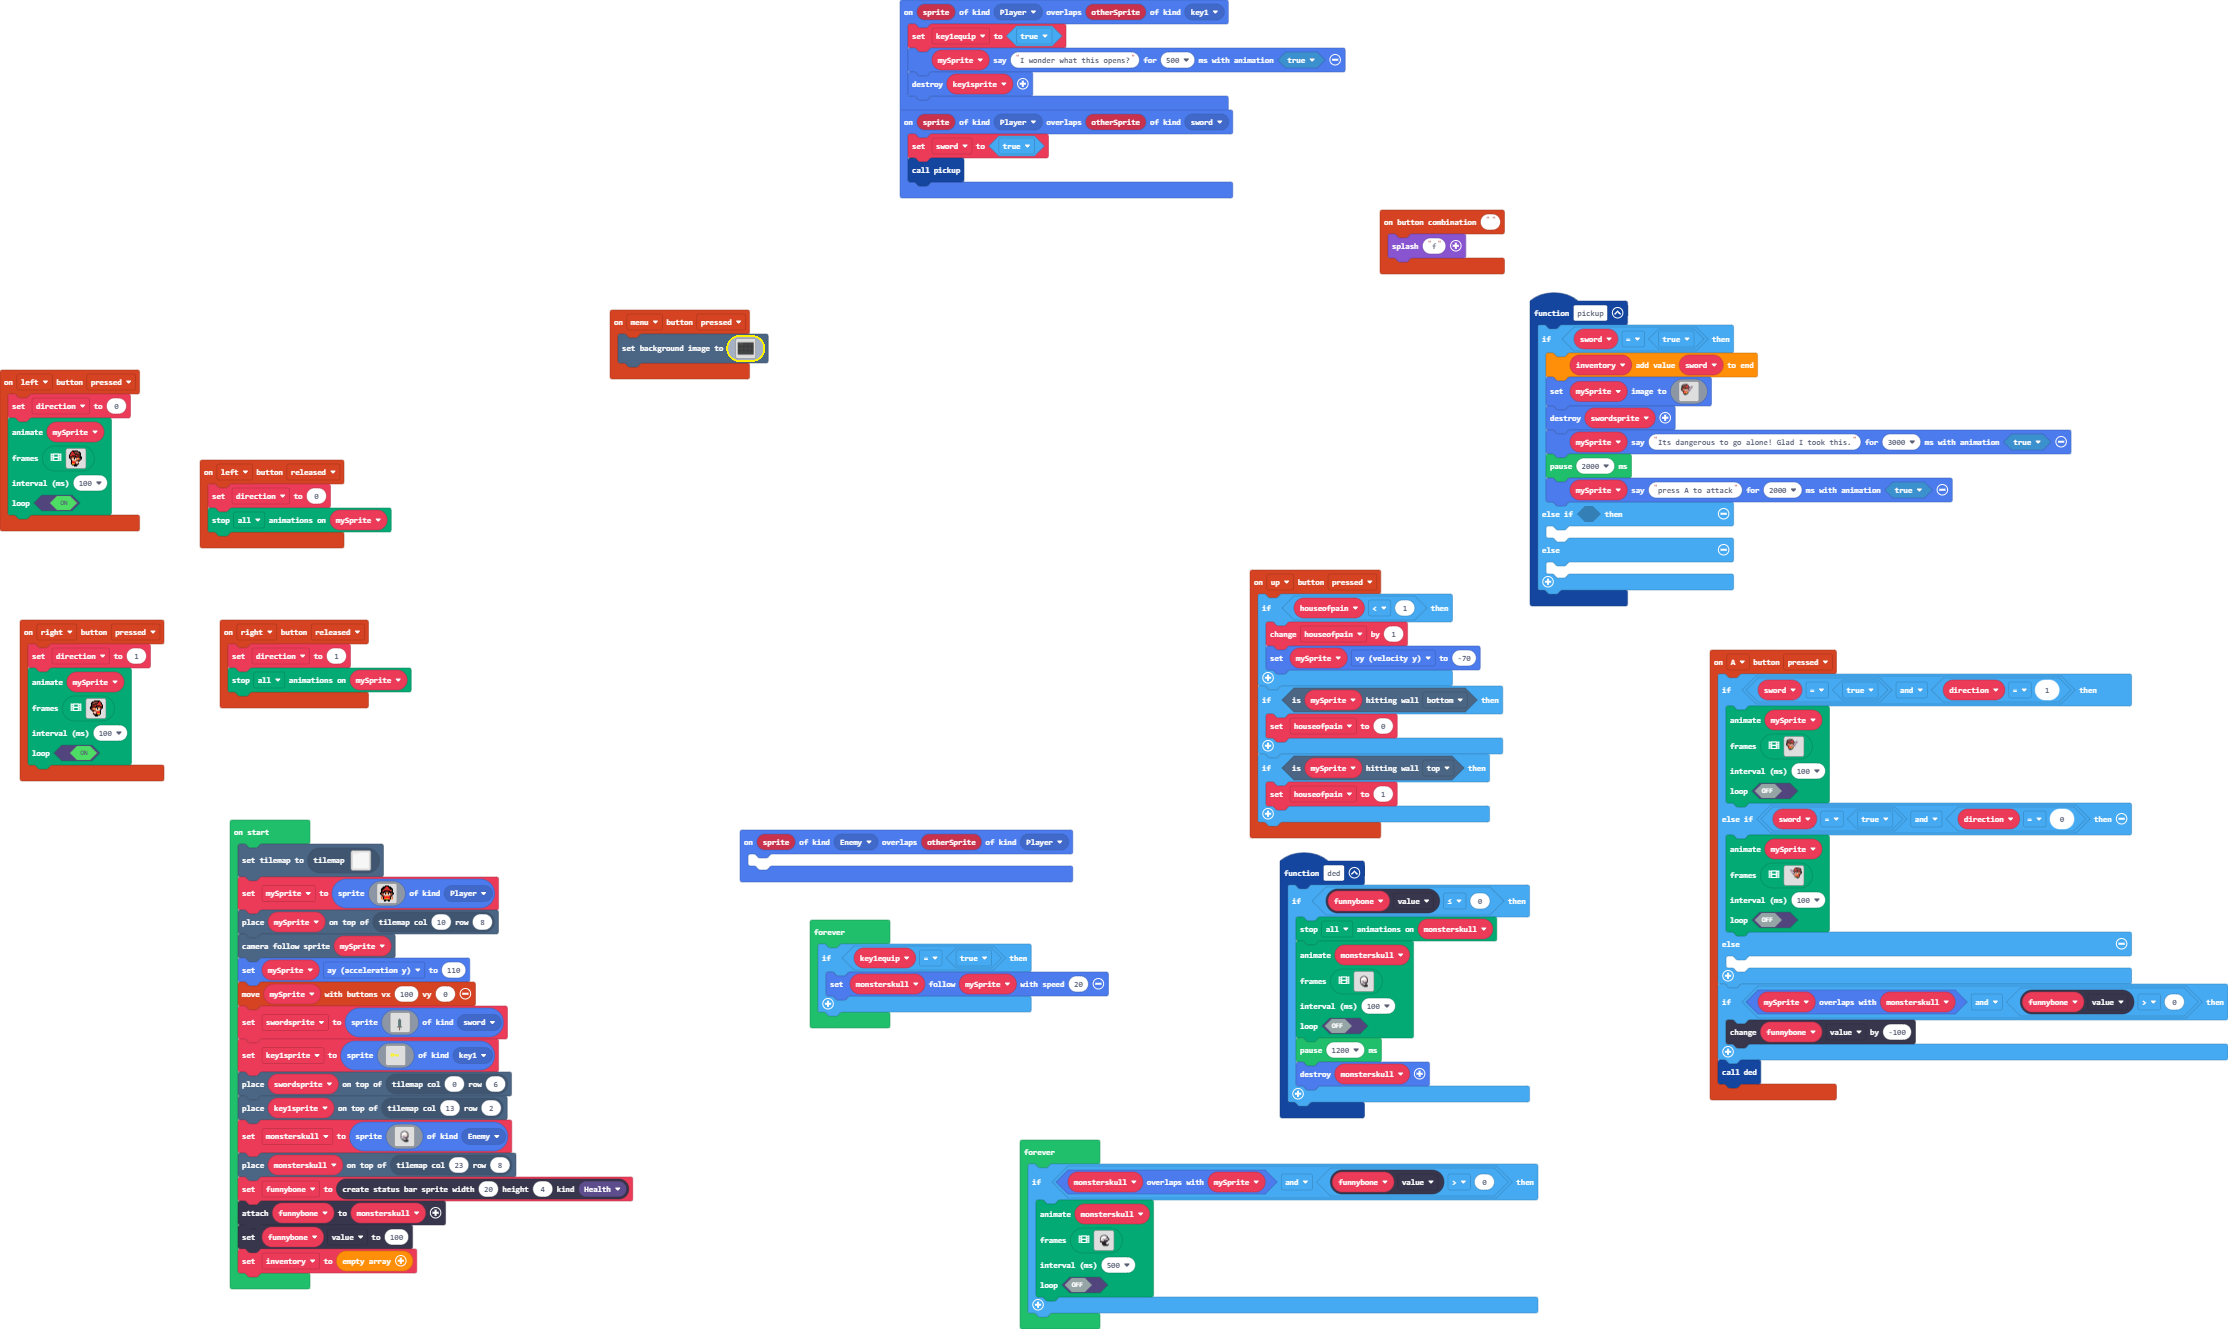 on sprite of kind Player overlaps otherSprite of kind key1
set key1equip to true
mySprite say "I wonder what this opens?" for 500 ms with animation true
destroy key1sprite
on sprite of kind Player overlaps otherSprite of kind sword
set sword to true
call pickup
on button combination ""
splash "f"
on menu button pressed
set background image to
function pickup
if sword = true then
inventory add value sword to end
set mySprite image to
destroy swordsprite
mySprite say "Its dangerous to go alone! Glad I took this." for 3000 ms with animation true
pause 2000 ms
mySprite say "press A to attack" for 2000 ms with animation true
else if then
else
on left button pressed
set direction to 0
animate mySprite
frames
interval (ms) 100
loop ON
on left button released
set direction to 0
stop all animations on mySprite
on right button pressed
set direction to 1
animate mySprite
frames
interval (ms) 100
loop ON
on right button released
set direction to 1
stop all animations on mySprite
on up button pressed
if houseofpain < 1 then
change houseofpain by 1
set mySprite vy (velocity y) to -70
if is mySprite hitting wall bottom then
set houseofpain to 0
if is mySprite hitting wall top then
set houseofpain to 1
on A button pressed
if sword = true and direction = 1 then
animate mySprite
frames
interval (ms) 100
loop OFF
else if sword = true and direction = 0 then
animate mySprite
frames
interval (ms) 100
loop OFF
else
if mySprite overlaps with monsterskull and funnybone value > 0 then
change funnybone value by -100
call ded
on start
set tilemap to tilemap
set mySprite to sprite of kind Player
place mySprite on top of tilemap col 10 row 8
camera follow sprite mySprite
set mySprite ay (acceleration y) to 110
move mySprite with buttons vx 100 vy 0
set swordsprite to sprite of kind sword
set key1sprite to sprite of kind key1
place swordsprite on top of tilemap col 0 row 6
place key1sprite on top of tilemap col 13 row 2
set monsterskull to sprite of kind Enemy
place monsterskull on top of tilemap col 23 row 8
set funnybone to create status bar sprite width 20 height 4 kind Health
attach funnybone to monsterskull
set funnybone value to 100
set inventory to empty array
on sprite of kind Enemy overlaps otherSprite of kind Player
forever
if key1equip = true then
set monsterskull follow mySprite with speed 20
function ded
if funnybone value ≤ 0 then
stop all animations on monsterskull
animate monsterskull
frames
interval (ms) 100
loop OFF
pause 1200 ms
destroy monsterskull
forever
if monsterskull overlaps with mySprite and funnybone value > 0 then
animate monsterskull
frames
interval (ms) 500
loop OFF